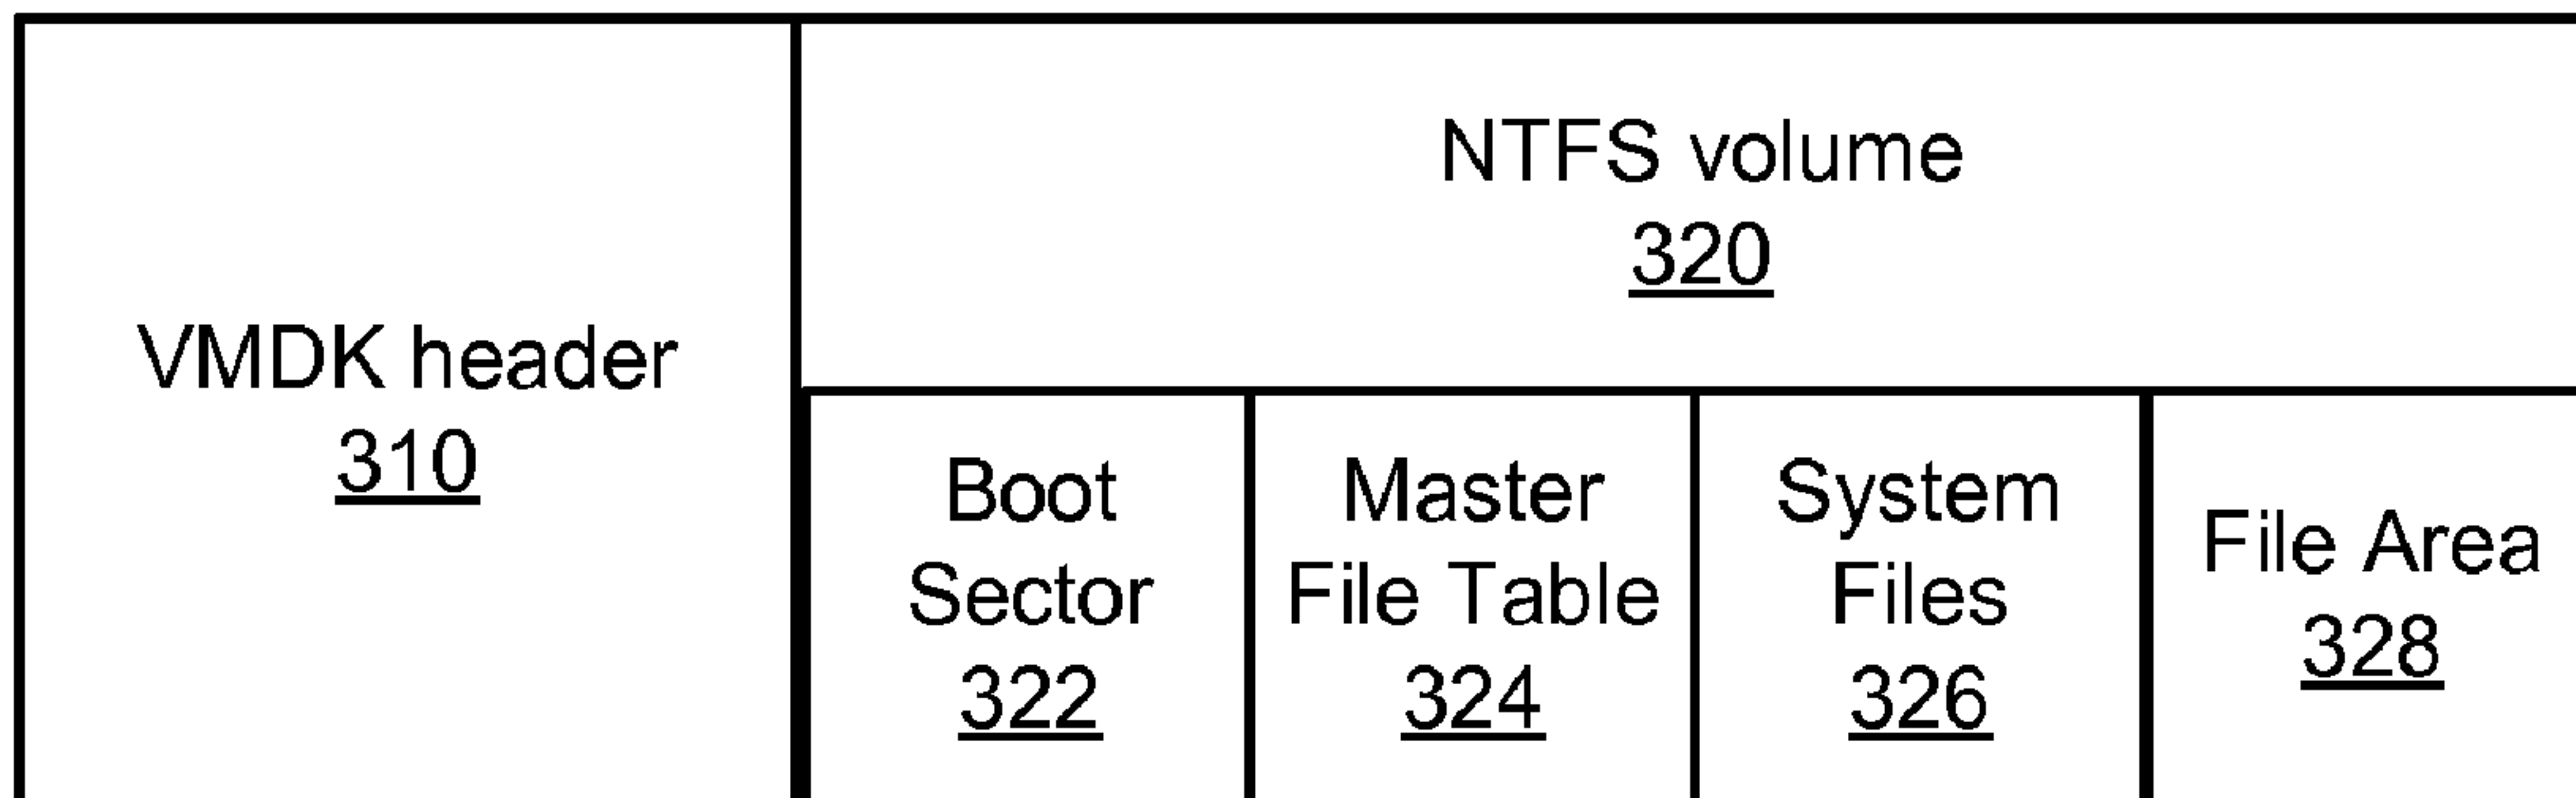 VMDK header
310
NTFS volume
320
Boot
Sector
322
Master
File Table
324
System
Files
326
File Area
328